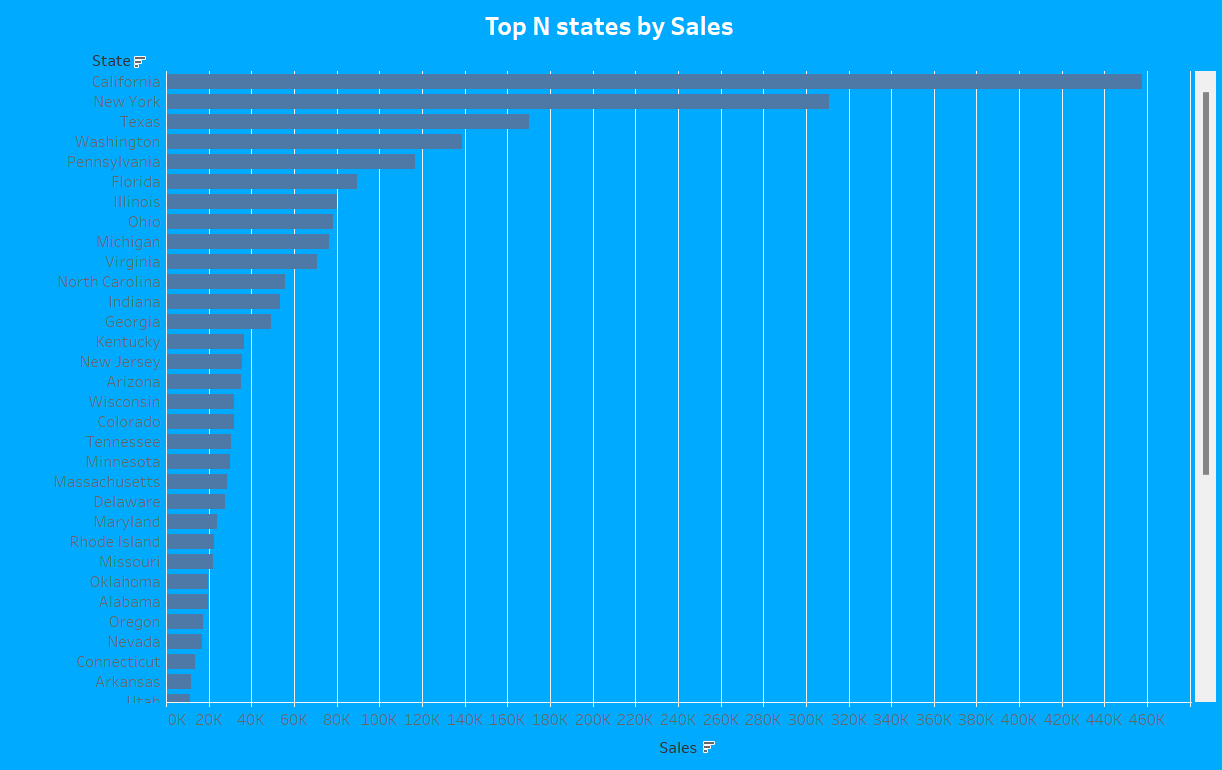 Top N states by Sales
State
California
New York
Texas
Washington
Pennsylvania
Florida
Illinois
Ohio
Michigan
Virginia
North Carolina
Indiana
Georgia
Kentucky
New Jersey
Arizona
Wisconsin
Colorado
Tennessee
Minnesota
Massachusetts
Delaware
Maryland
Rhode Island
Missouri
Oklahoma
Alabama
Oregon
Nevada
Connecticut
Arkansas
Utah
0K 20K 40K 60K 80K 100K 120K 140K 160K 180K 200K 220K 240K 260K 280K 300K 320K 340K 360K 380K 400K 420K 440K 460K
Sales